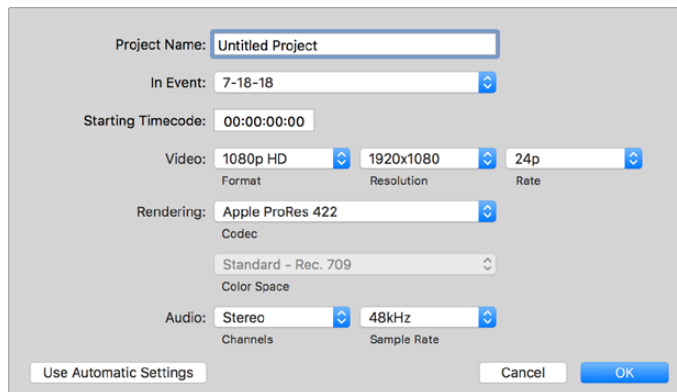 Project Name: Untitled Project
In Event: 7-18-18
Starting Timecode: 00:00:00:00
Video: 1080p HD 1920x1080 24p
Format Resolution Rate
Rendering: Apple ProRes 422
Codec
Standard - Rec. 709
Color Space
Audio: Stereo 48kHz
Channels Sample Rate
Use Automatic Settings Cancel OK